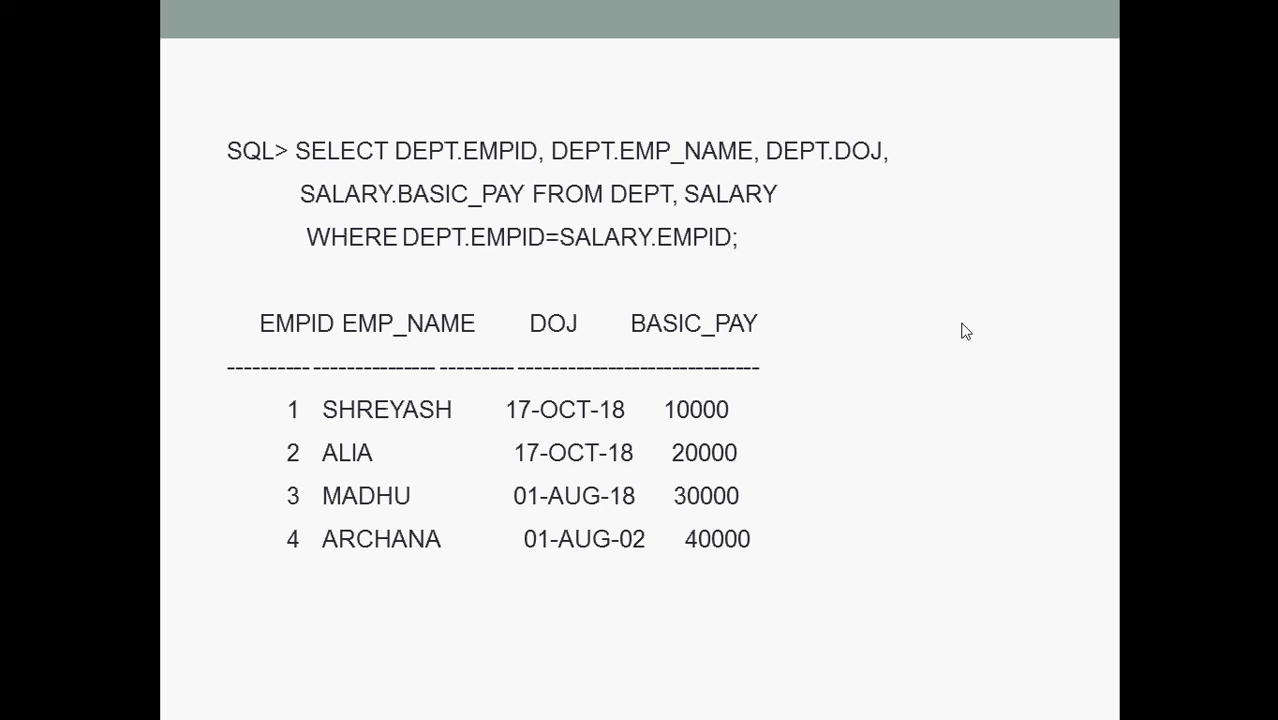 SQL> SELECT DEPT.EMPID, DEPT.EMP_NAME, DEPT.DOJ,
SALARY.BASIC_PAY FROM DEPT, SALARY
WHERE DEPT.EMPID=SALARY.EMPID;
EMPID EMP_NAME DOJ BASIC_PAY
---------- --------------- --------- -----------------------------
1 SHREYASH 17-OCT-18 10000
2 ALIA 17-OCT-18 20000
3 MADHU 01-AUG-18 30000
4 ARCHANA 01-AUG-02 40000